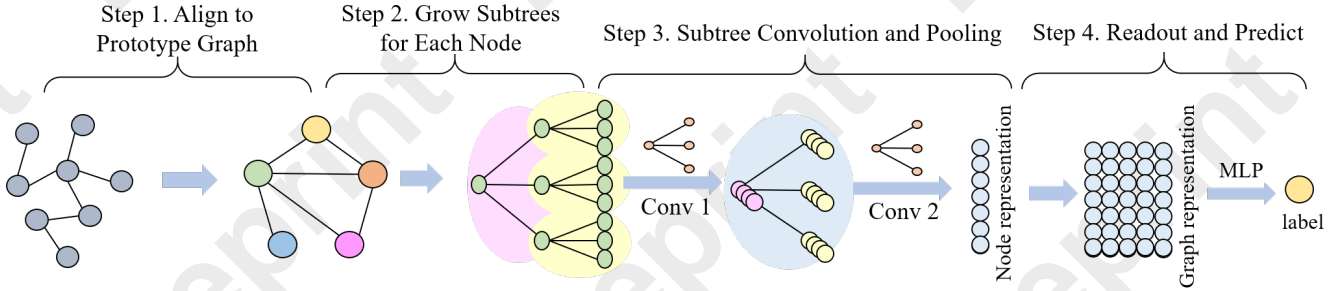 Step 1. Align to
Prototype Graph
Step 2. Grow Subtrees
for Each Node
Step 3. Subtree Convolution and Pooling
Step 4. Readout and Predict
Conv 1
Conv 2
Node representation
Graph representation
MLP
label
eprint